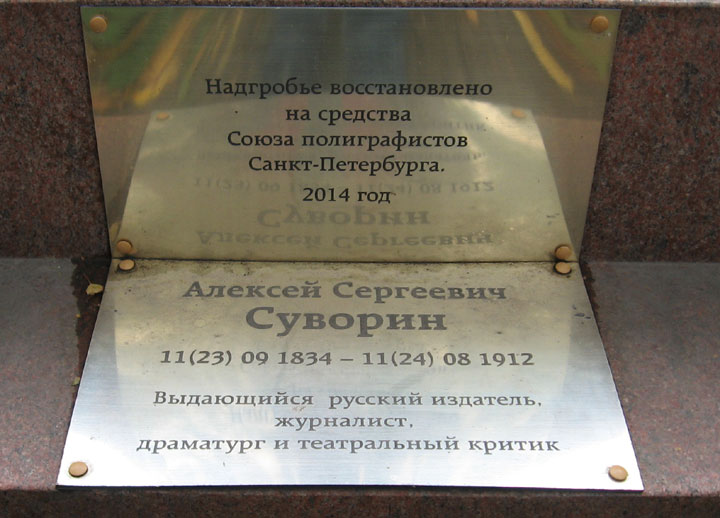 Надгробье восстановлено
на средства
Союза полиграфистов
Санкт-Петербурга.
2014 год
Алексей Сергеевич
Суворин
11(23) 09 1834 – 11(24) 08 1912
Выдающийся русский издатель,
журналист,
драматург и театральный критик